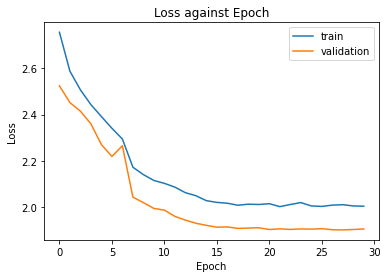 Loss against Epoch
train
validation
Loss
2.6
2.4
2.2
2.0
0 5 10 15 20 25 30
Epoch